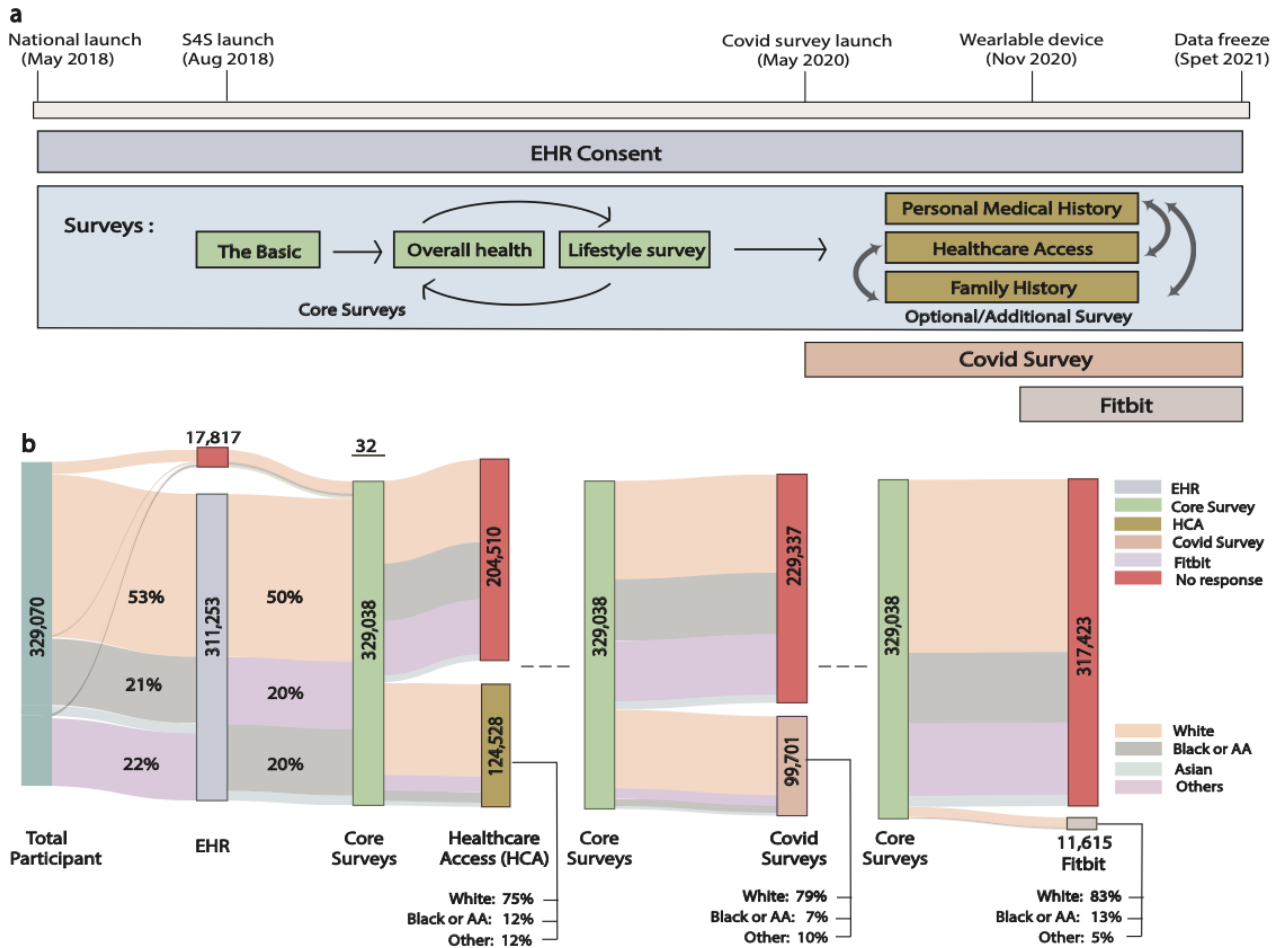 a
National launch
(May 2018)
S4S launch
(Aug 2018)
Covid survey launch
(May 2020)
Wearlable device
(Nov 2020)
Data freeze
(Spet 2021)
EHR Consent
Surveys :
The Basic
Overall health
Lifestyle survey
Core Surveys
Personal Medical History
Healthcare Access
Family History
Optional/Additional Survey
Covid Survey
Fitbit
b
17,817
32
329,070
53%
21%
22%
311,253
50%
20%
20%
329,038
204,510
124,528
329,038
229,337
99,701
329,038
317,423
11,615
EHR
Core Survey
HCA
Covid Survey
Fitbit
No response
White
Black or AA
Asian
Others
Total
Participant
EHR
Core
Surveys
Healthcare
Access (HCA)
Core
Surveys
Covid
Surveys
Core
Surveys
Fitbit
White: 75%
Black or AA: 12%
Other: 12%
White: 79%
Black or AA: 7%
Other: 10%
White: 83%
Black or AA: 13%
Other: 5%